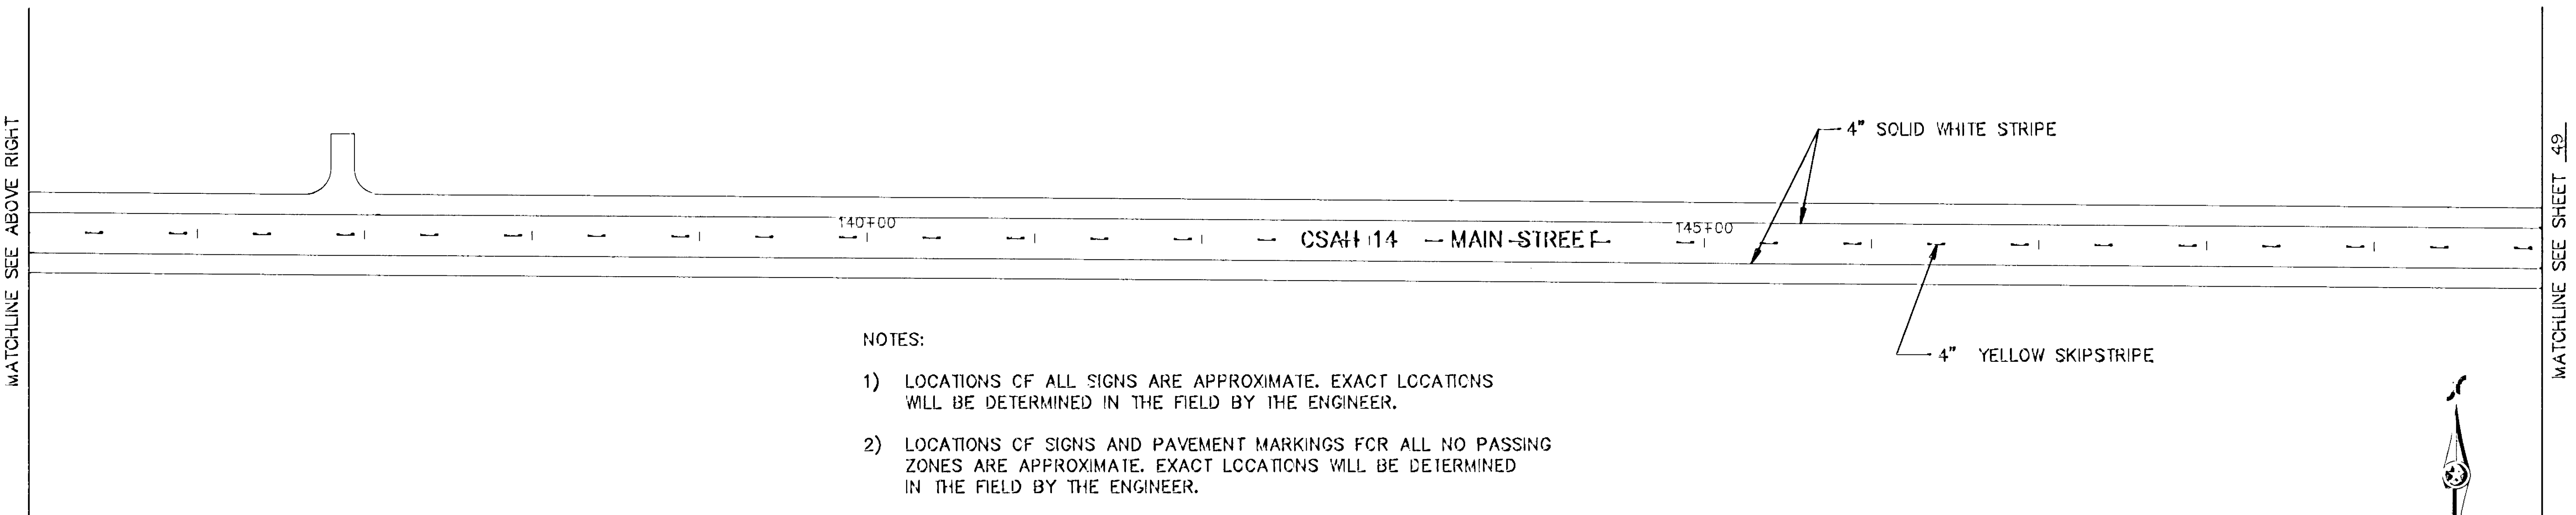 MATCHLINE SEE ABOVE RIGHT
4" SOLID WHITE STRIPE
140+00
145+00
CSAH 14 - MAIN STREET
4" YELLOW SKIPSTRIPE
MATCHLINE SEE SHEET 49
NOTES:
1) LOCATIONS OF ALL SIGNS ARE APPROXIMATE. EXACT LOCATIONS
WILL BE DETERMINED IN THE FIELD BY THE ENGINEER.
2) LOCATIONS OF SIGNS AND PAVEMENT MARKINGS FOR ALL NO PASSING
ZONES ARE APPROXIMATE. EXACT LOCATIONS WILL BE DETERMINED
IN THE FIELD BY THE ENGINEER.